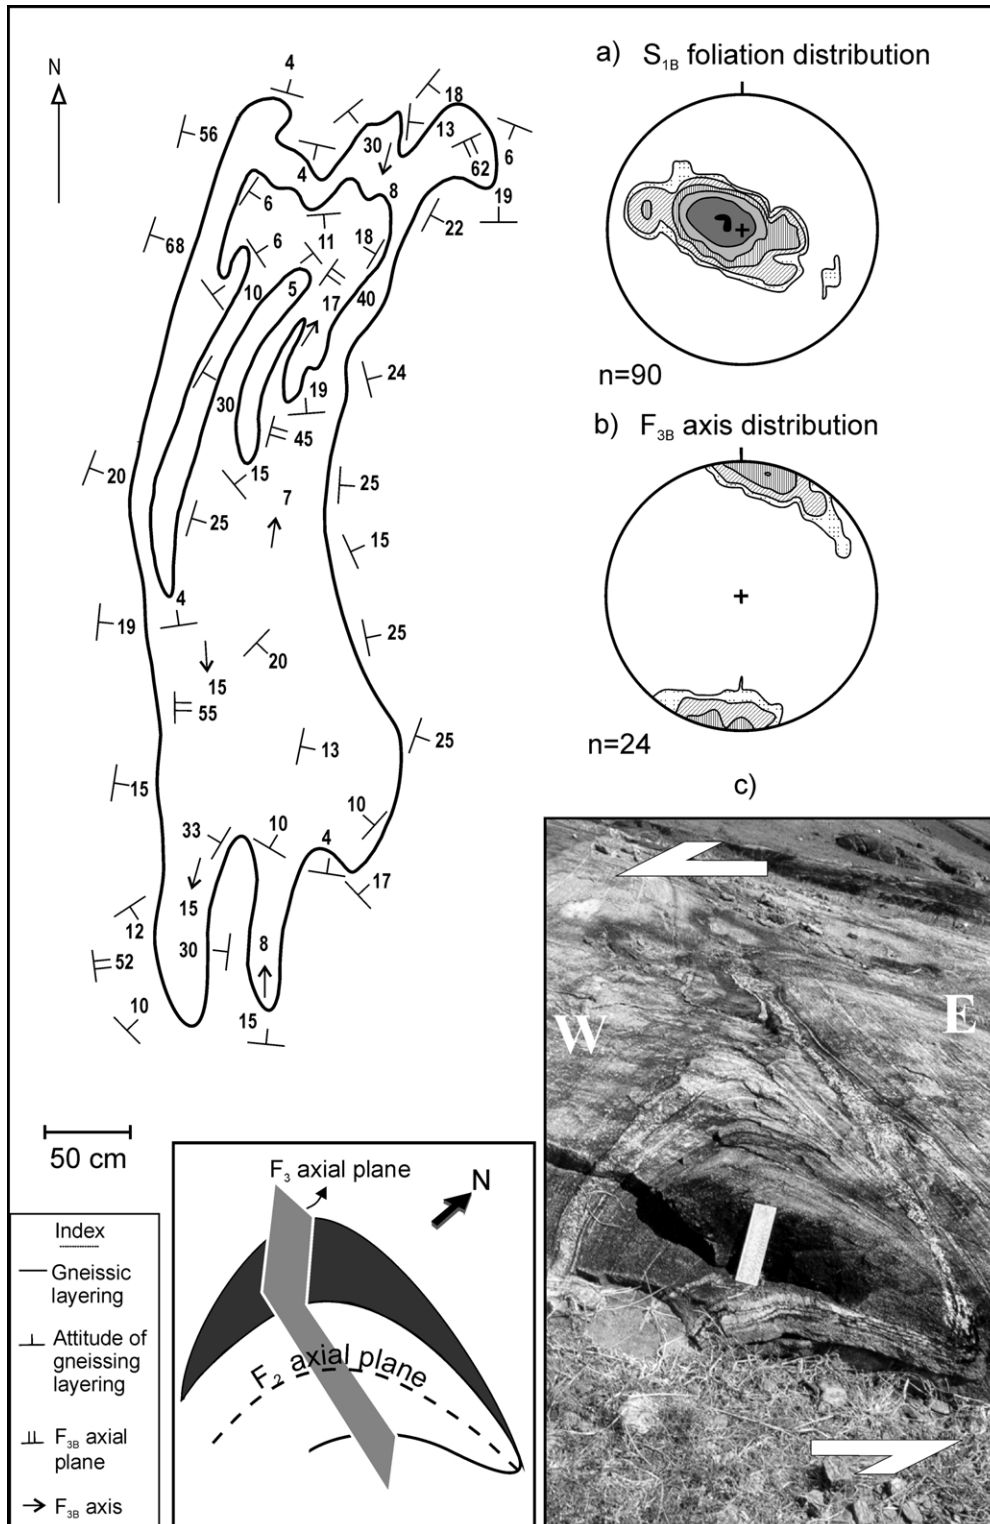 N
4
18
56
13
30
4
6
62
8
19
6
22
11
18
68
6
10
5
17
40
24
30
19
45
20
15
25
7
25
15
4
19
25
20
15
55
13
25
15
10
33
10
4
17
15
12
30
8
52
10
15
50 cm
a) S1B foliation distribution
n=90
b) F3B axis distribution
n=24
c)
W
E
Index
Gneissic
layering
Attitude of
gneissing
layering
F3B axial
plane
F3B axis
F3 axial plane
N
F2 axial plane